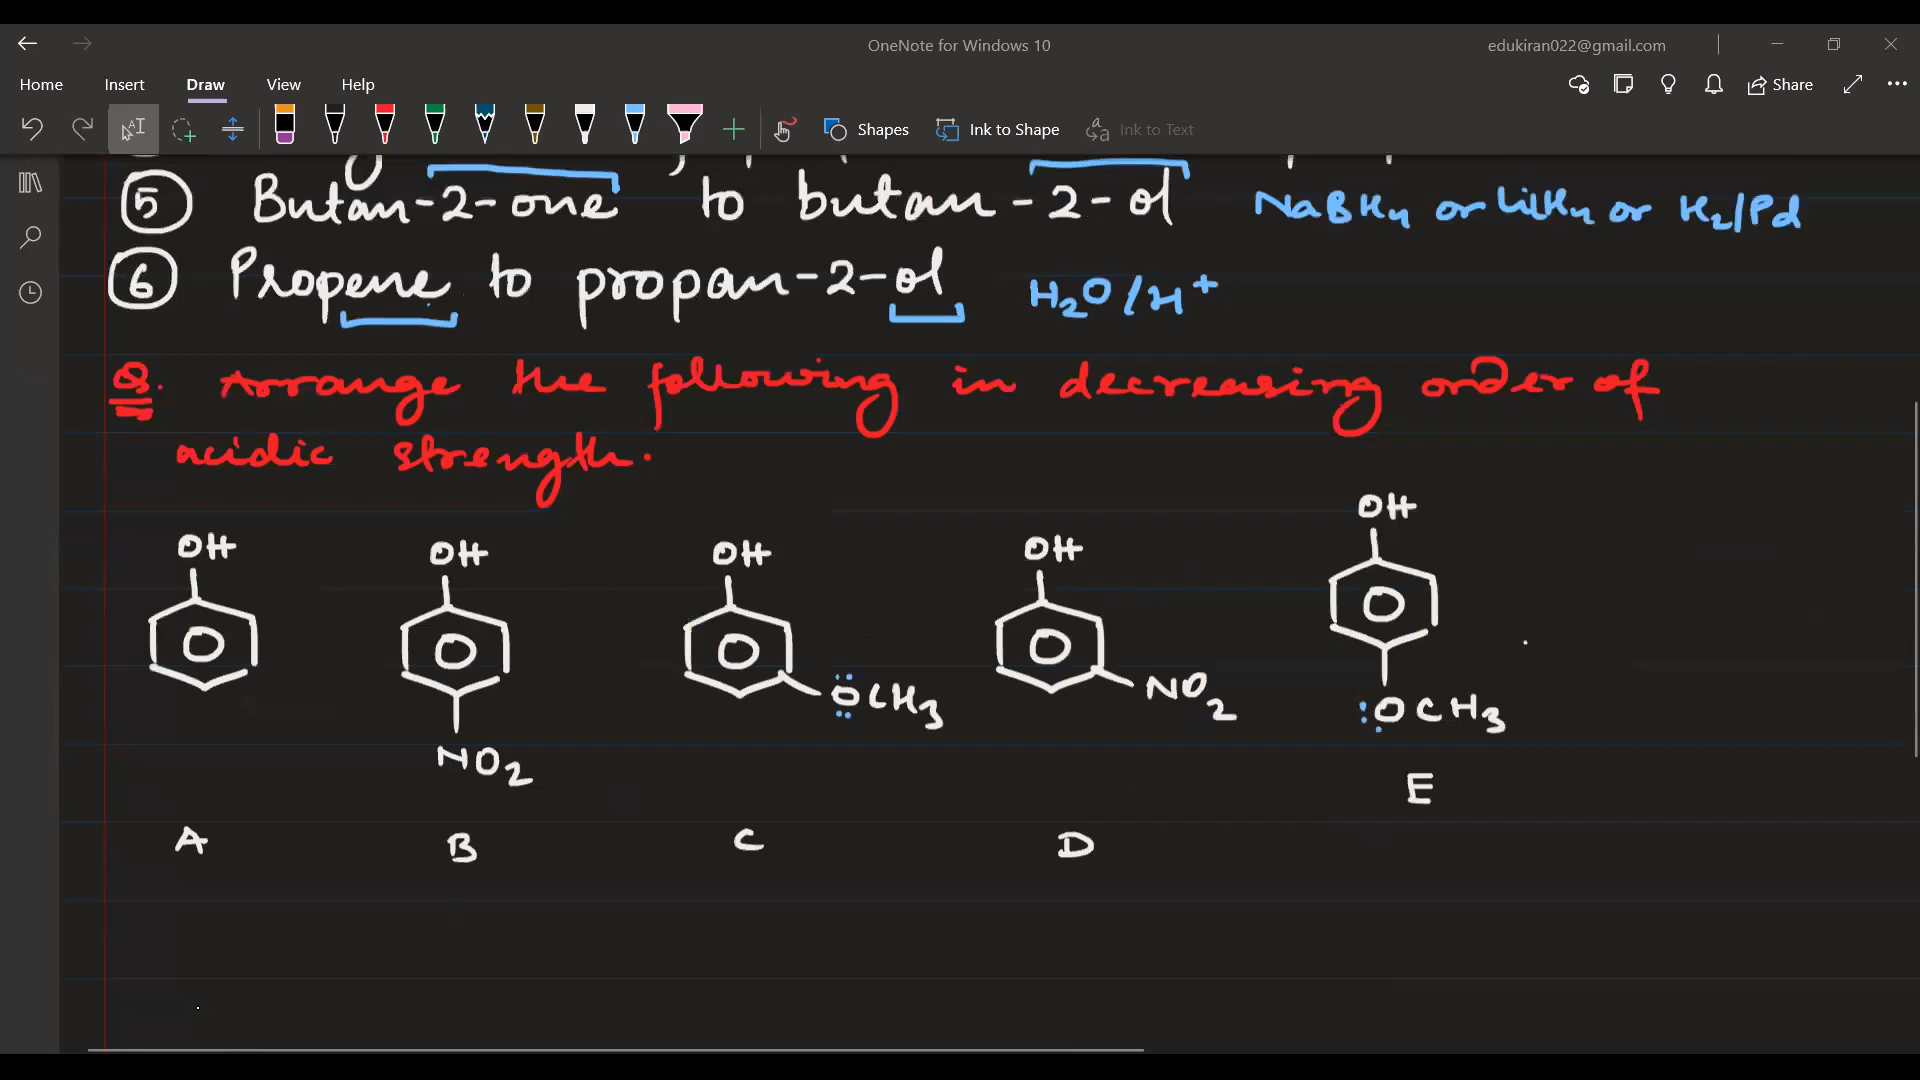 OneNote for Windows 10
edukiran022@gmail.com
Home Insert Draw View Help
Share
Shapes Ink to Shape Ink to Text
⑤ Butan-2-one to butan-2-ol NaBH4 or LiH4 or H2/Pd
⑥ Propene to propan-2-ol H2O/H+
Q. Arrange the following in decreasing order of
acidic strength.
OH OH OH OH OH
OCH3 NO2 OCH3
NO2
E
A B C D